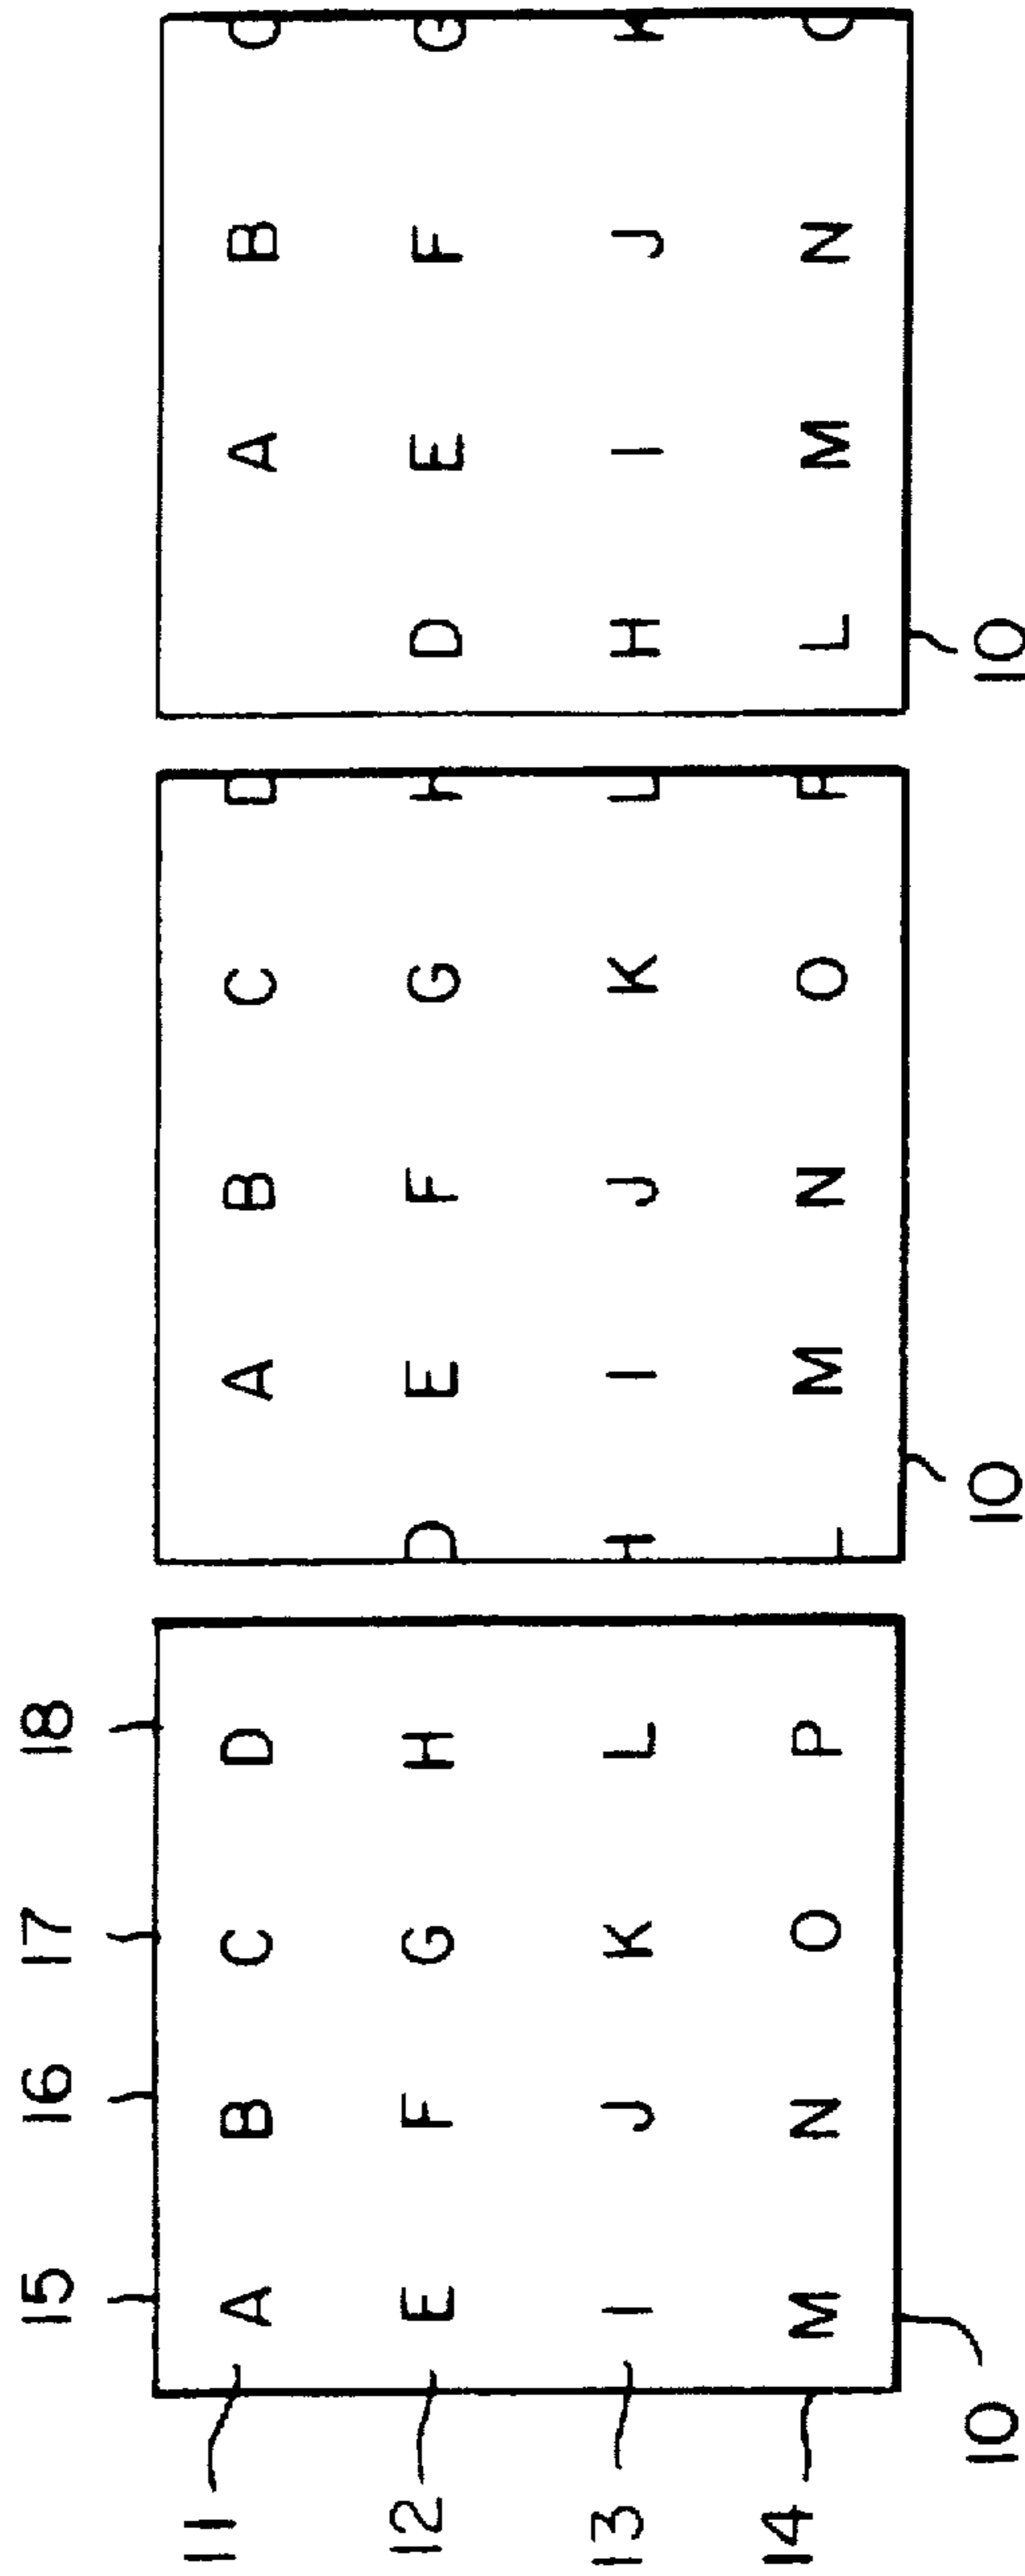 15 16 17 18
11 A B C D
12 E F G H
13 I J K L
14 M N O P
10
A B C D
D E F G H
H I J K L
L M N O P
10
A B C
D E F G
H I J K
L M N O
10